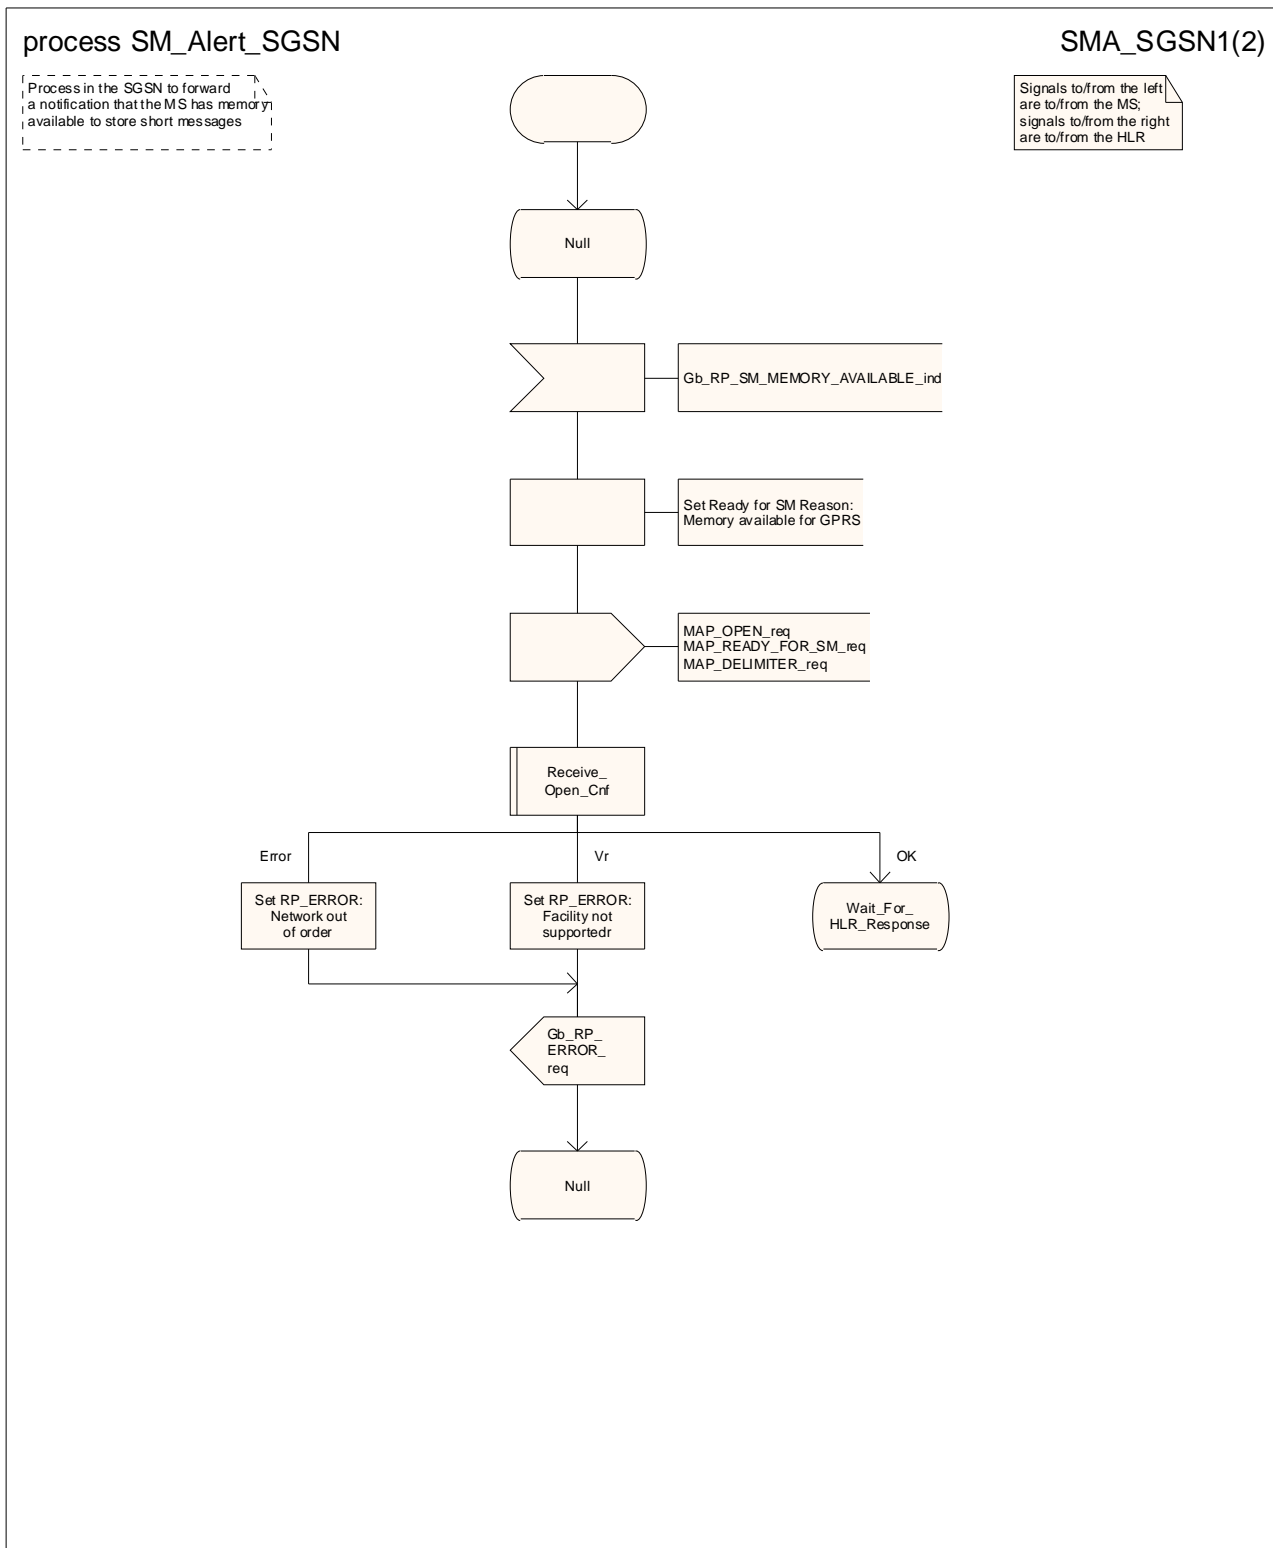 process SM_Alert_SGSN
SMA_SGSN1(2)
Process in the SGSN to forward
a notification that the MS has memory
available to store short messages
Signals to/from the left
are to/from the MS;
signals to/from the right
are to/from the HLR
Null
Gb_RP_SM_MEMORY_AVAILABLE_ind
Set Ready for SM Reason:
Memory available for GPRS
MAP_OPEN_req
MAP_READY_FOR_SM_req
MAP_DELIMITER_req
Receive_
Open_Cnf
Error
Vr
OK
Set RP_ERROR:
Network out
of order
Set RP_ERROR:
Facility not
supportedr
Wait_For_
HLR_Response
Gb_RP_
ERROR_
req
Null